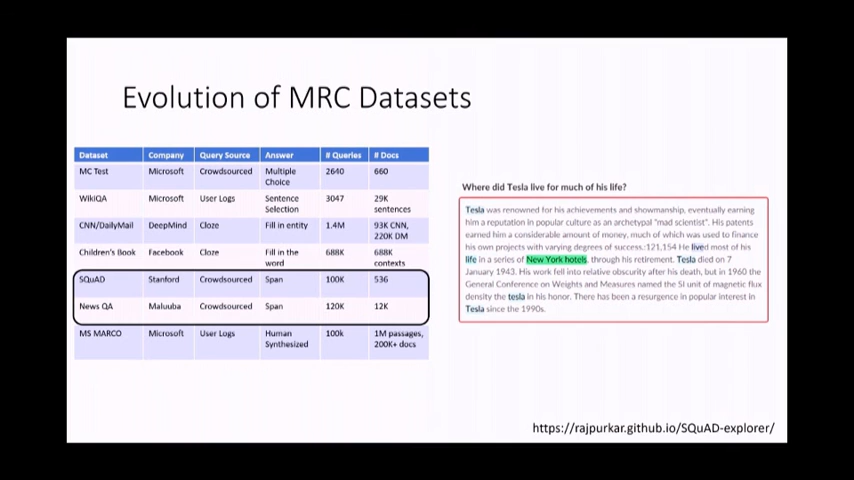 Evolution of MRC Datasets
Dataset Company Query Source Answer # Queries # Docs
MC Test Microsoft Crowdsourced Multiple Choice 2640 660
WikiQA Microsoft User Logs Sentence Selection 3047 29K sentences
CNN/DailyMail DeepMind Cloze Fill in entity 1.4M 93K CNN, 220K DM
Children's Book Facebook Cloze Fill in the word 688K 688K contexts
SQuAD Stanford Crowdsourced Span 100K 536
News QA Maluuba Crowdsourced Span 120K 12K
MS MARCO Microsoft User Logs Human Synthesized 100k 1M passages, 200K+ docs
Where did Tesla live for much of his life?
Tesla was renowned for his achievements and showmanship, eventually earning
him a reputation in popular culture as an archetypal "mad scientist". His patents
earned him a considerable amount of money, much of which was used to finance
his own projects with varying degrees of success.:121,154 He lived most of his
life in a series of New York hotels, through his retirement. Tesla died on 7
January 1943. His work fell into relative obscurity after his death, but in 1960 the
General Conference on Weights and Measures named the SI unit of magnetic flux
density the tesla in his honor. There has been a resurgence in popular interest in
Tesla since the 1990s.
https://rajpurkar.github.io/SQuAD-explorer/